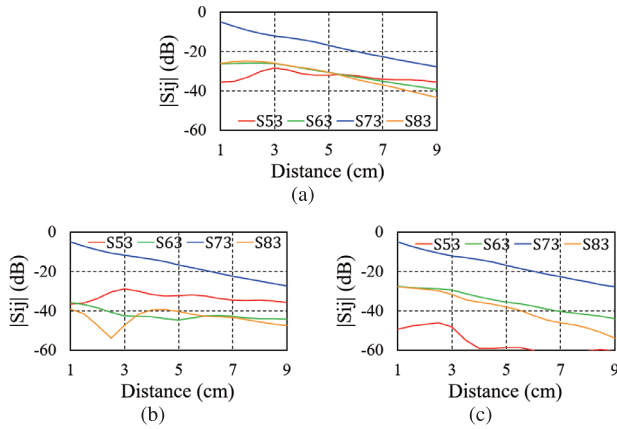 0
-20
-40
-60
|Sij| (dB)
S53 S63 S73 S83
1 3 5 7 9
Distance (cm)
(a)
0
-20
-40
-60
|Sij| (dB)
S53 S63 S73 S83
1 3 5 7 9
Distance (cm)
(b)
0
-20
-40
-60
|Sij| (dB)
S53 S63 S73 S83
1 3 5 7 9
Distance (cm)
(c)